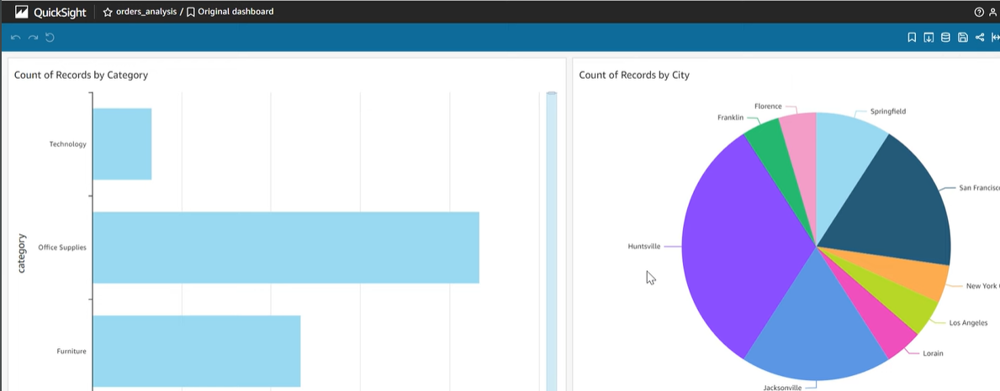 QuickSight
orders_analysis / Original dashboard
Count of Records by Category
Technology
Office Supplies
Furniture
category
Count of Records by City
Florence
Springfield
Franklin
San Francisc
Huntsville
New York
Los Angeles
Lorain
Jacksonville